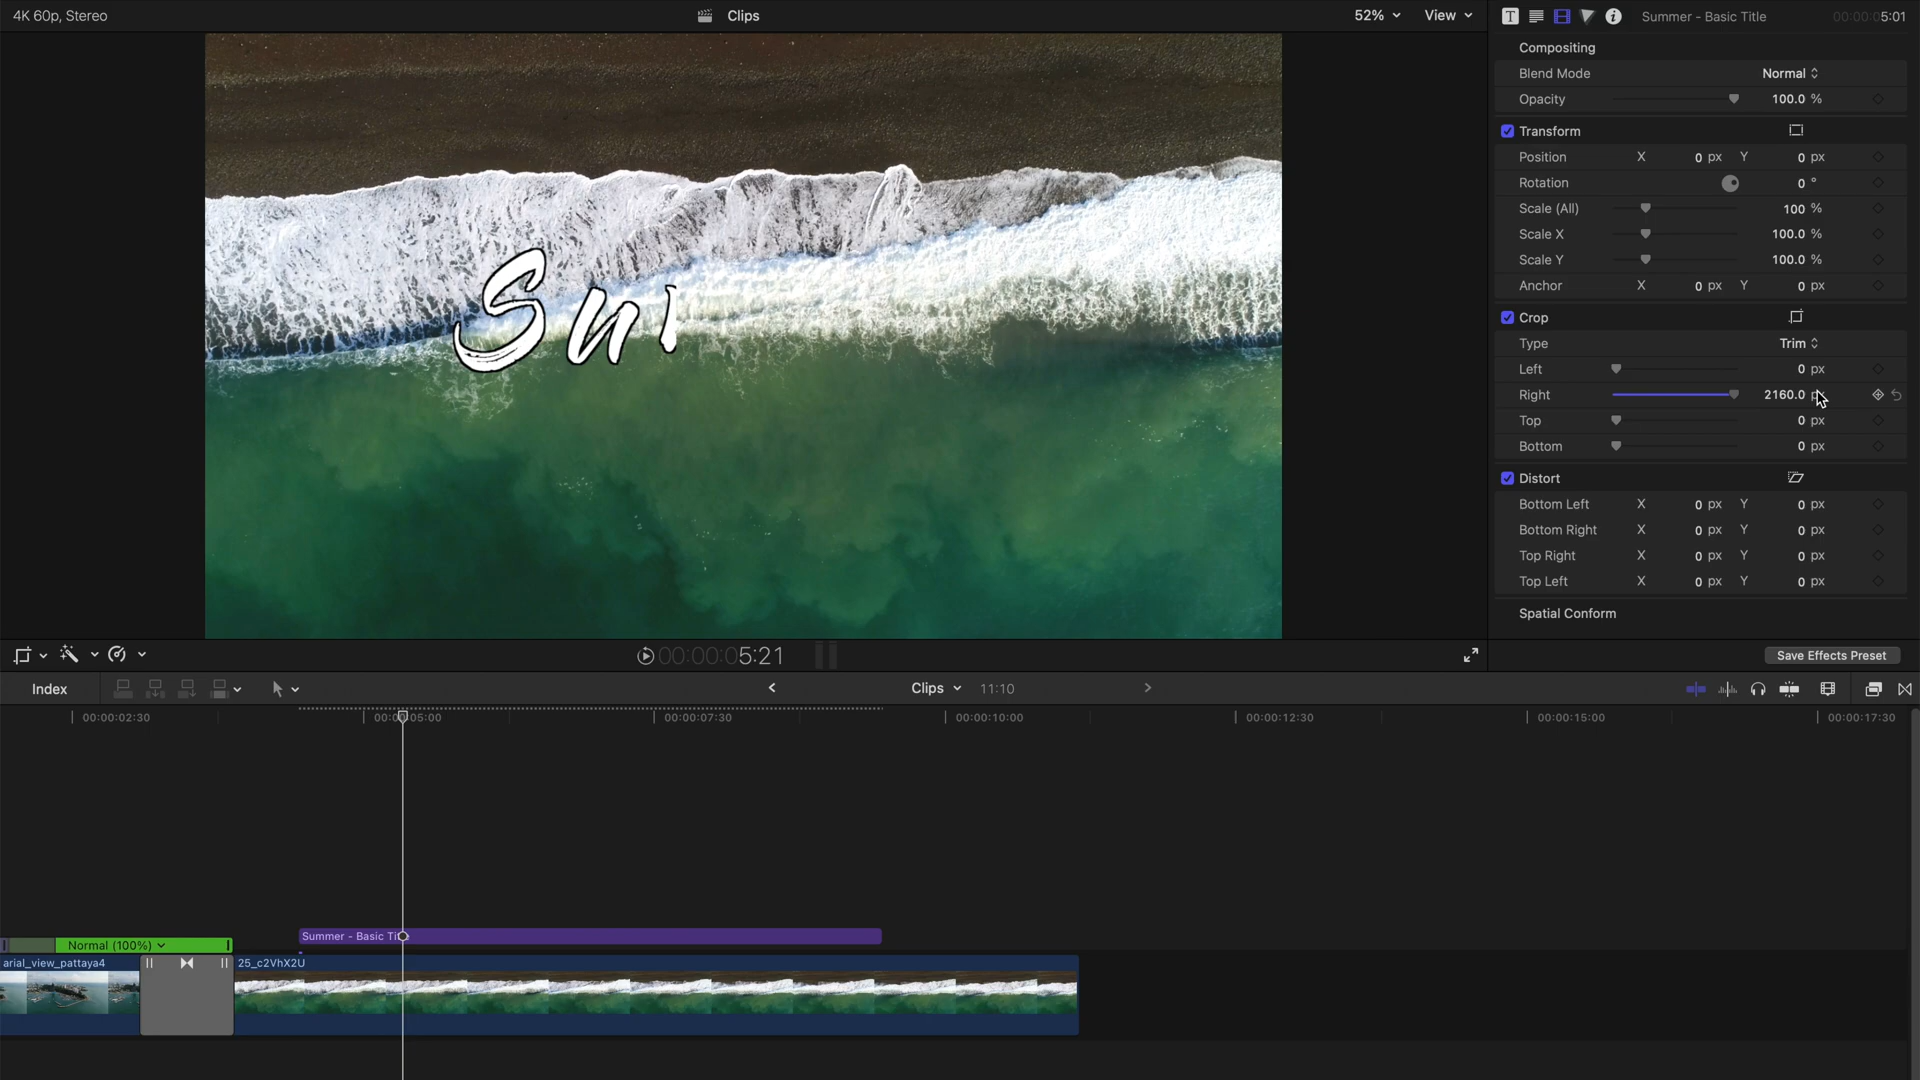 4K 60p, Stereo
Clips
52%
View
T
Summer - Basic Title
00:00:05:01
Compositing
Blend Mode
Normal
Opacity
100.0 %
Transform
Position X 0 px Y 0 px
Rotation 0 °
Scale (All) 100 %
Scale X 100.0 %
Scale Y 100.0 %
Anchor X 0 px Y 0 px
Crop
Type Trim
Left 0 px
Right 2160.0
Top 0 px
Bottom 0 px
Distort
Bottom Left X 0 px Y 0 px
Bottom Right X 0 px Y 0 px
Top Right X 0 px Y 0 px
Top Left X 0 px Y 0 px
Spatial Conform
Su
00:00:05:21
Save Effects Preset
Index
Clips
11:10
00:00:02:30
00:00:05:00
00:00:07:30
00:00:10:00
00:00:12:30
00:00:15:00
00:00:17:30
Summer - Basic Title
Normal (100%)
arial_view_pattaya4
25_c2VhX2U